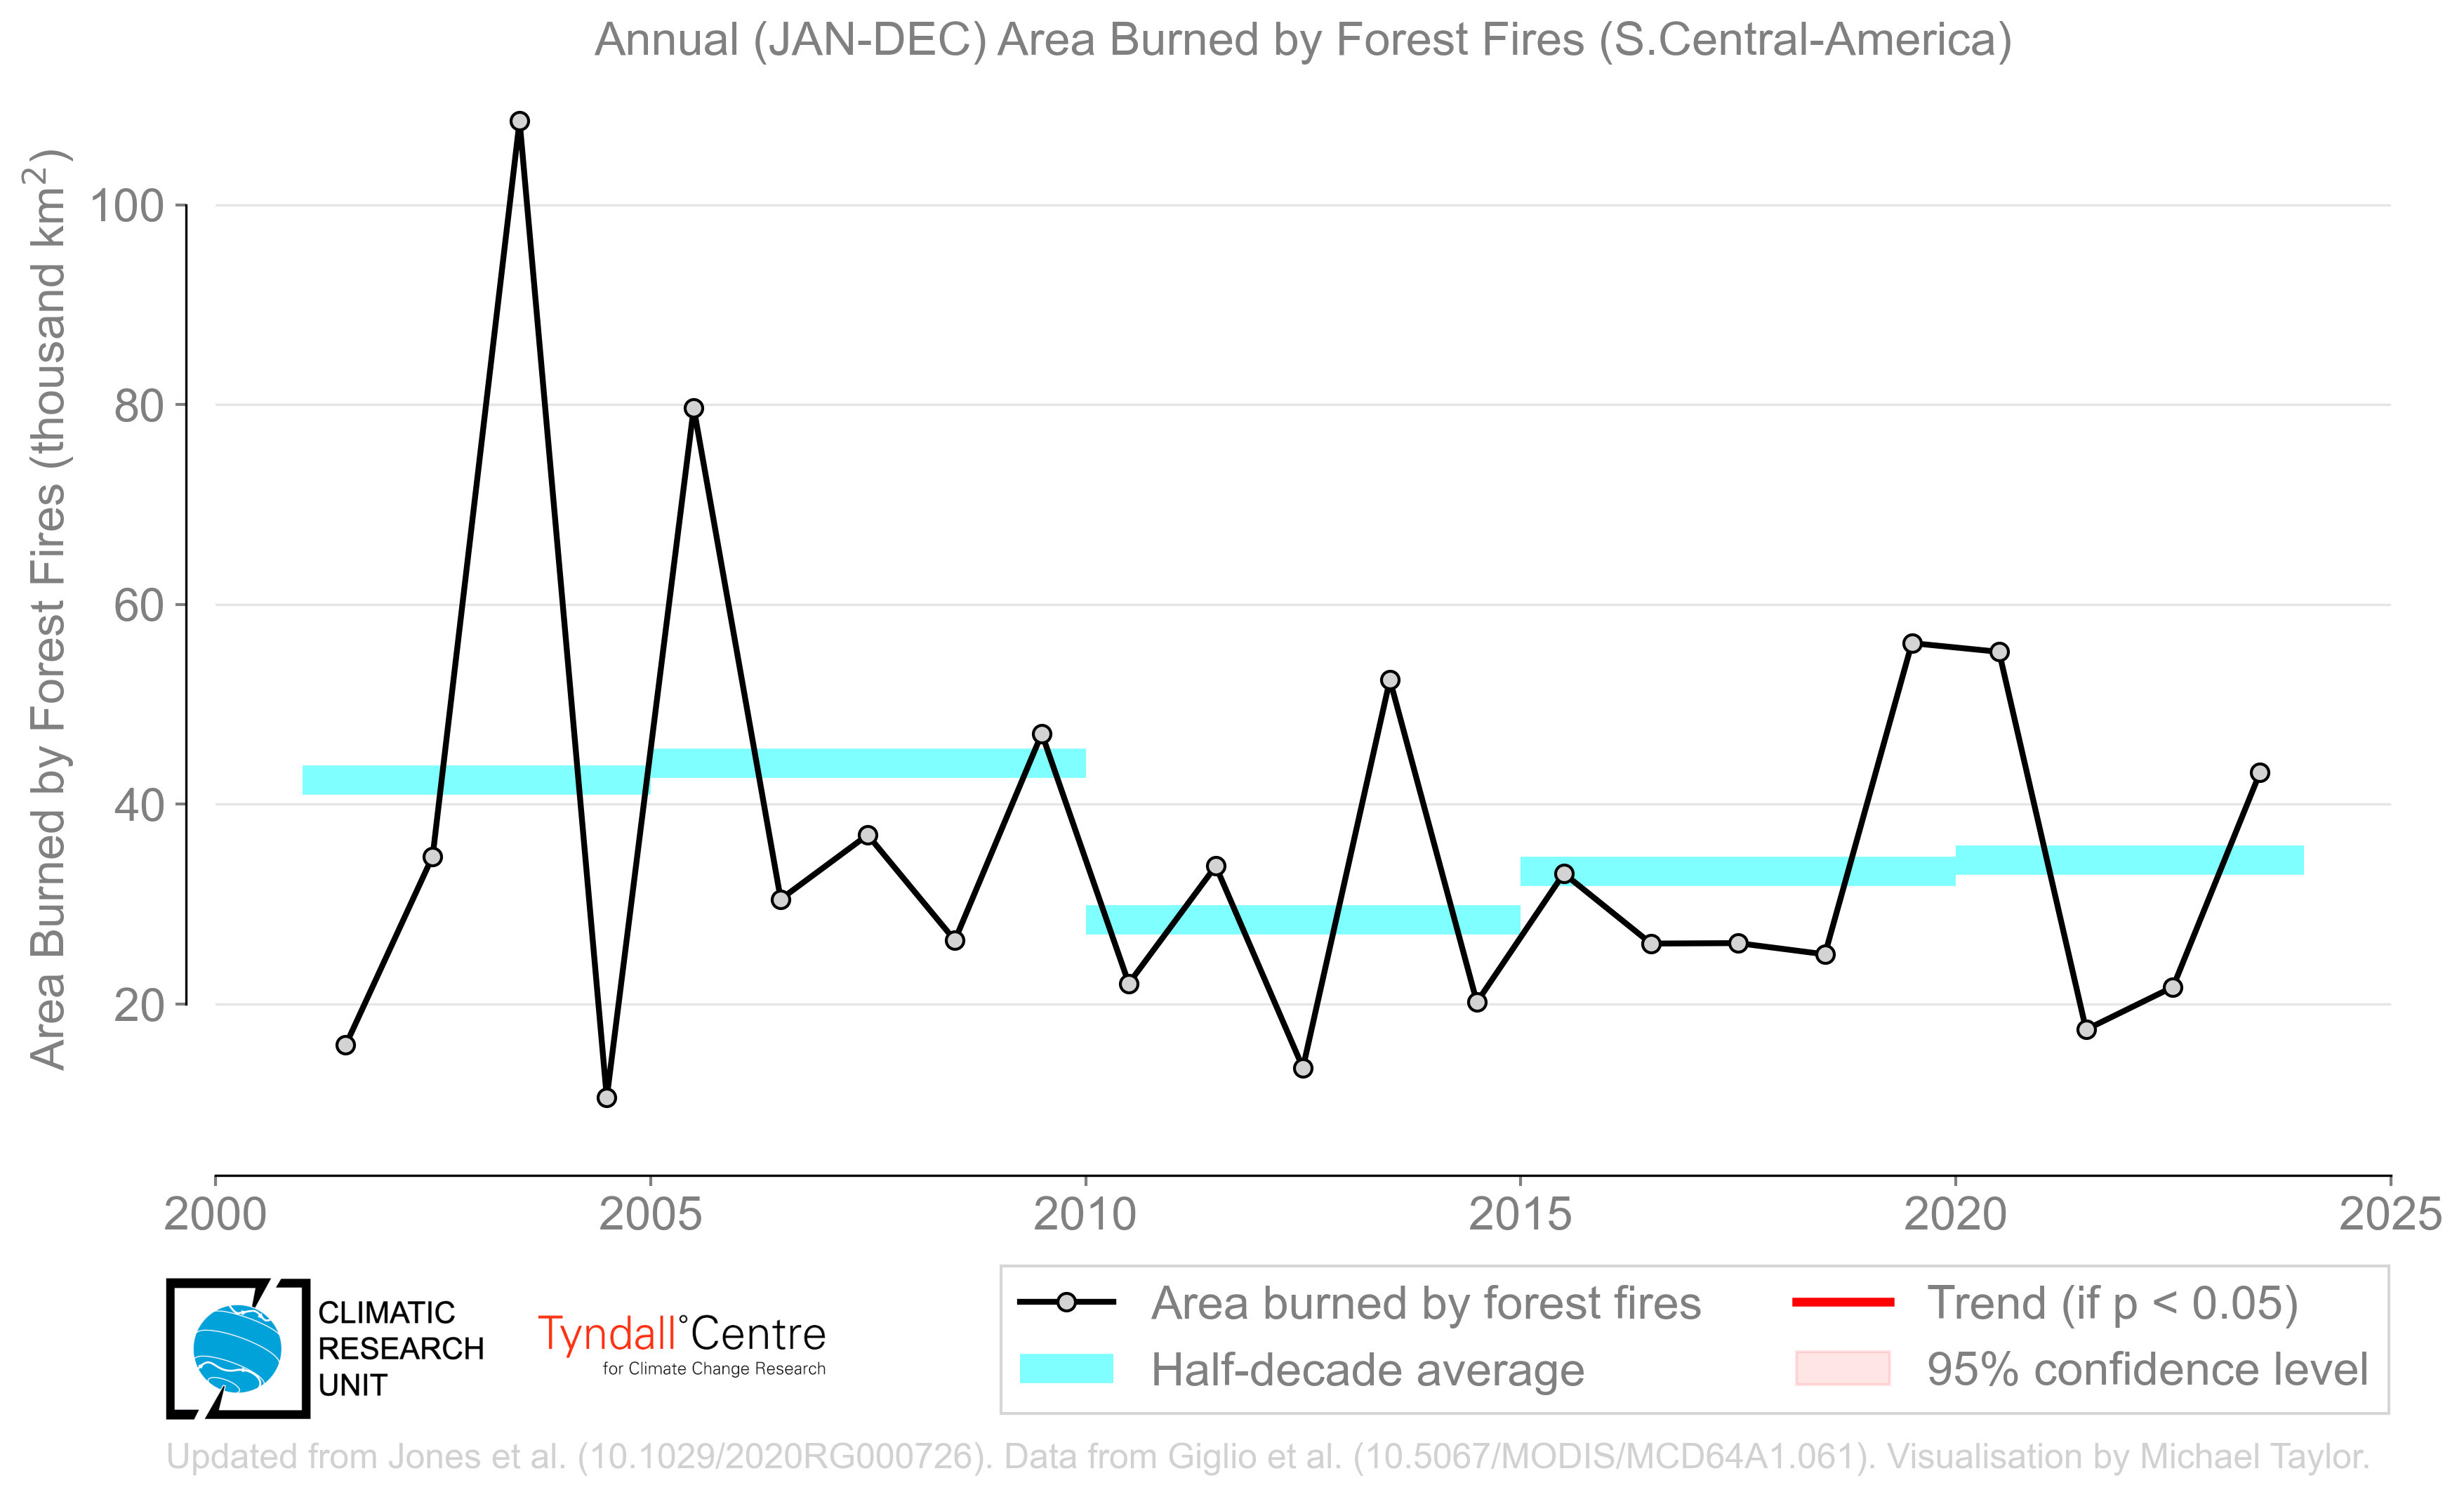 Annual (JAN-DEC) Area Burned by Forest Fires (S.Central-America)
Area Burned by Forest Fires (thousand km²)
100
80
60
40
20
2000 2005 2010 2015 2020 2025
CLIMATIC
RESEARCH
UNIT
Tyndall°Centre
for Climate Change Research
Area burned by forest fires
Half-decade average
Trend (if p < 0.05)
95% confidence level
Updated from Jones et al. (10.1029/2020RG000726). Data from Giglio et al. (10.5067/MODIS/MCD64A1.061). Visualisation by Michael Taylor.